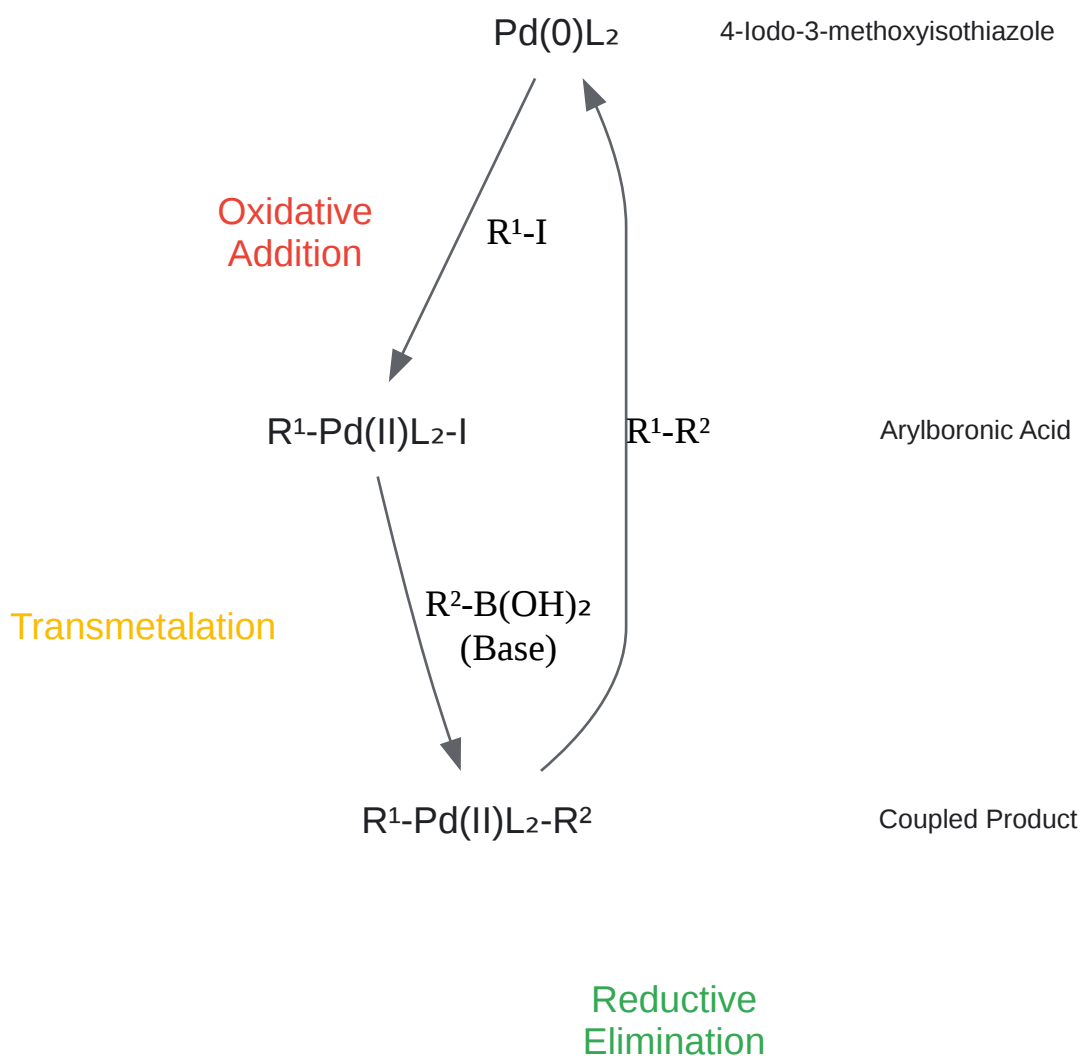 Pd(0)L₂
4-Iodo-3-methoxyisothiazole
Oxidative
Addition
R¹-I
R¹-Pd(II)L₂-I
R¹-R²
Arylboronic Acid
Transmetalation
R²-B(OH)₂
(Base)
R¹-Pd(II)L₂-R²
Coupled Product
Reductive
Elimination